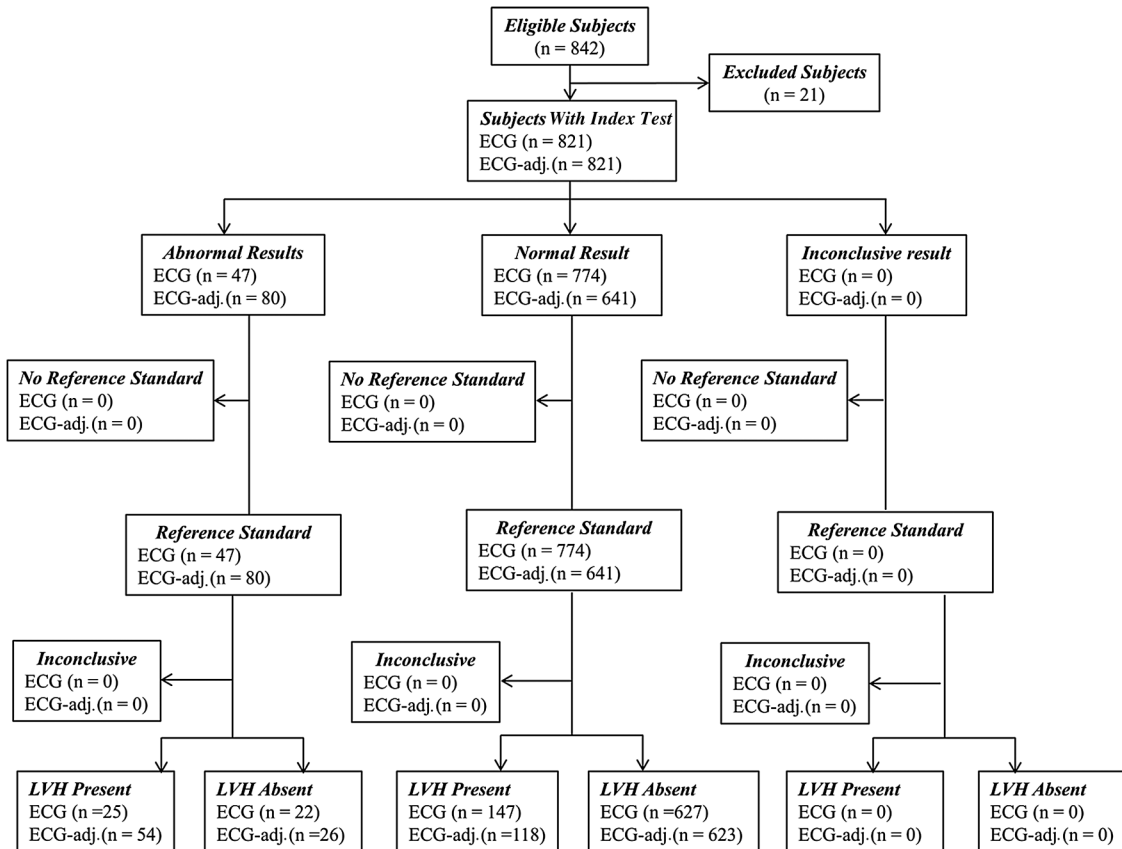 Eligible Subjects
(n = 842)
Excluded Subjects
(n = 21)
Subjects With Index Test
ECG (n = 821)
ECG-adj.(n = 821)
Abnormal Results
ECG (n = 47)
ECG-adj.(n = 80)
Normal Result
ECG (n = 774)
ECG-adj.(n = 641)
Inconclusive result
ECG (n = 0)
ECG-adj.(n = 0)
No Reference Standard
ECG (n = 0)
ECG-adj.(n = 0)
No Reference Standard
ECG (n = 0)
ECG-adj.(n = 0)
No Reference Standard
ECG (n = 0)
ECG-adj.(n = 0)
Reference Standard
ECG (n = 47)
ECG-adj.(n = 80)
Reference Standard
ECG (n = 774)
ECG-adj.(n = 641)
Reference Standard
ECG (n = 0)
ECG-adj.(n = 0)
Inconclusive
ECG (n = 0)
ECG-adj.(n = 0)
Inconclusive
ECG (n = 0)
ECG-adj.(n = 0)
Inconclusive
ECG (n = 0)
ECG-adj.(n = 0)
LVH Present
ECG (n =25)
ECG-adj.(n = 54)
LVH Absent
ECG (n = 22)
ECG-adj.(n =26)
LVH Present
ECG (n = 147)
ECG-adj.(n =118)
LVH Absent
ECG (n =627)
ECG-adj.(n = 623)
LVH Present
ECG (n = 0)
ECG-adj.(n = 0)
LVH Absent
ECG (n = 0)
ECG-adj.(n = 0)